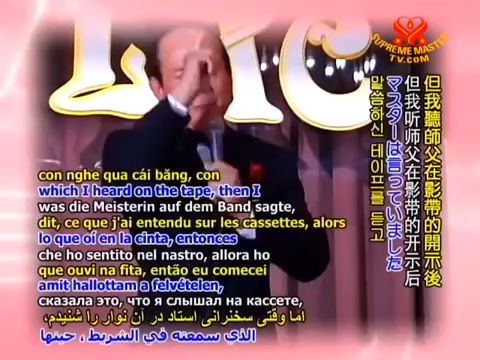 SUPREME MASTER
TV.COM
但我聽師父在影帶的開示後
但我听师父在影带的开示后
マスターは言っていました
말씀하신 테이프를 듣고
con nghe qua cái băng, con
which I heard on the tape, then I
was die Meisterin auf dem Band sagte,
dit, ce que j'ai entendu sur les cassettes, alors
lo que oí en la cinta, entonces
che ho sentito nel nastro, allora ho
que ouvi na fita, então eu comecei
amit hallottam a felvételen,
сказала это, что я слышал на кассете,
اما وقتی سخنرانی استاد در آن نوار را شنیدم،
الذي سمعته في الشريط، حينها